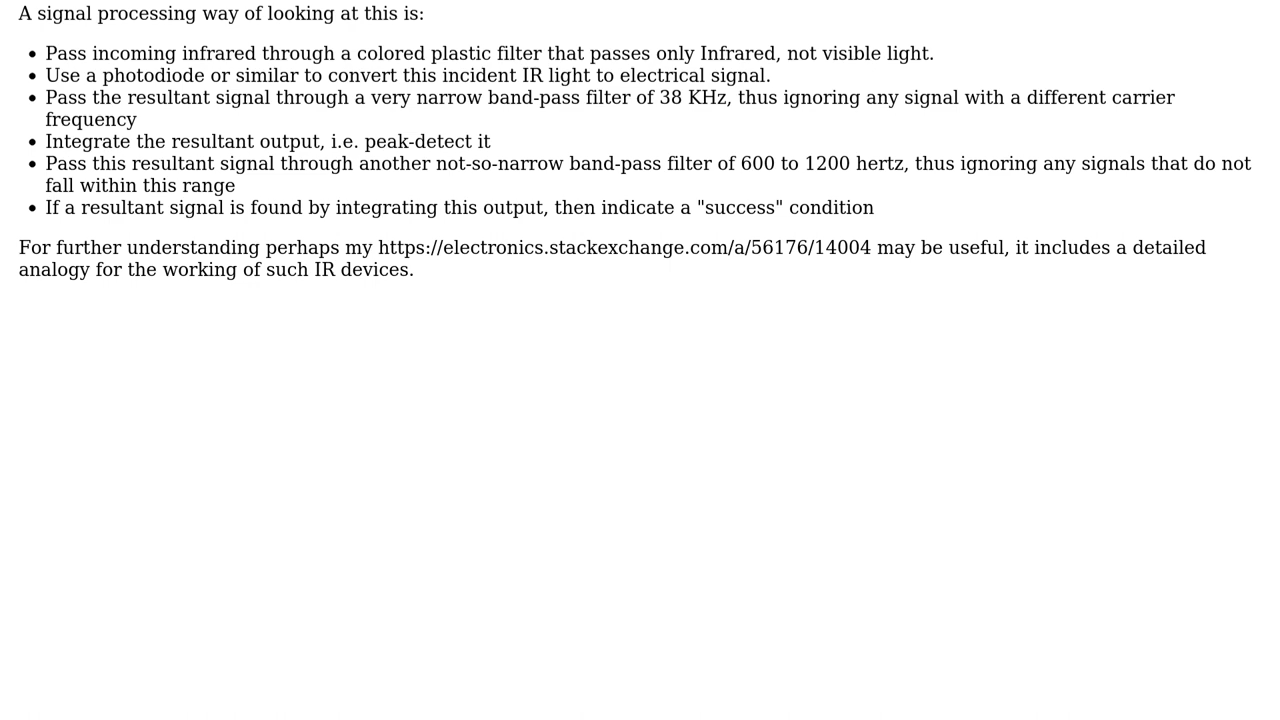 A signal processing way of looking at this is:
• Pass incoming infrared through a colored plastic filter that passes only Infrared, not visible light.
• Use a photodiode or similar to convert this incident IR light to electrical signal.
• Pass the resultant signal through a very narrow band-pass filter of 38 KHz, thus ignoring any signal with a different carrier
frequency
• Integrate the resultant output, i.e. peak-detect it
• Pass this resultant signal through another not-so-narrow band-pass filter of 600 to 1200 hertz, thus ignoring any signals that do not
fall within this range
• If a resultant signal is found by integrating this output, then indicate a "success" condition
For further understanding perhaps my https://electronics.stackexchange.com/a/56176/14004 may be useful, it includes a detailed
analogy for the working of such IR devices.